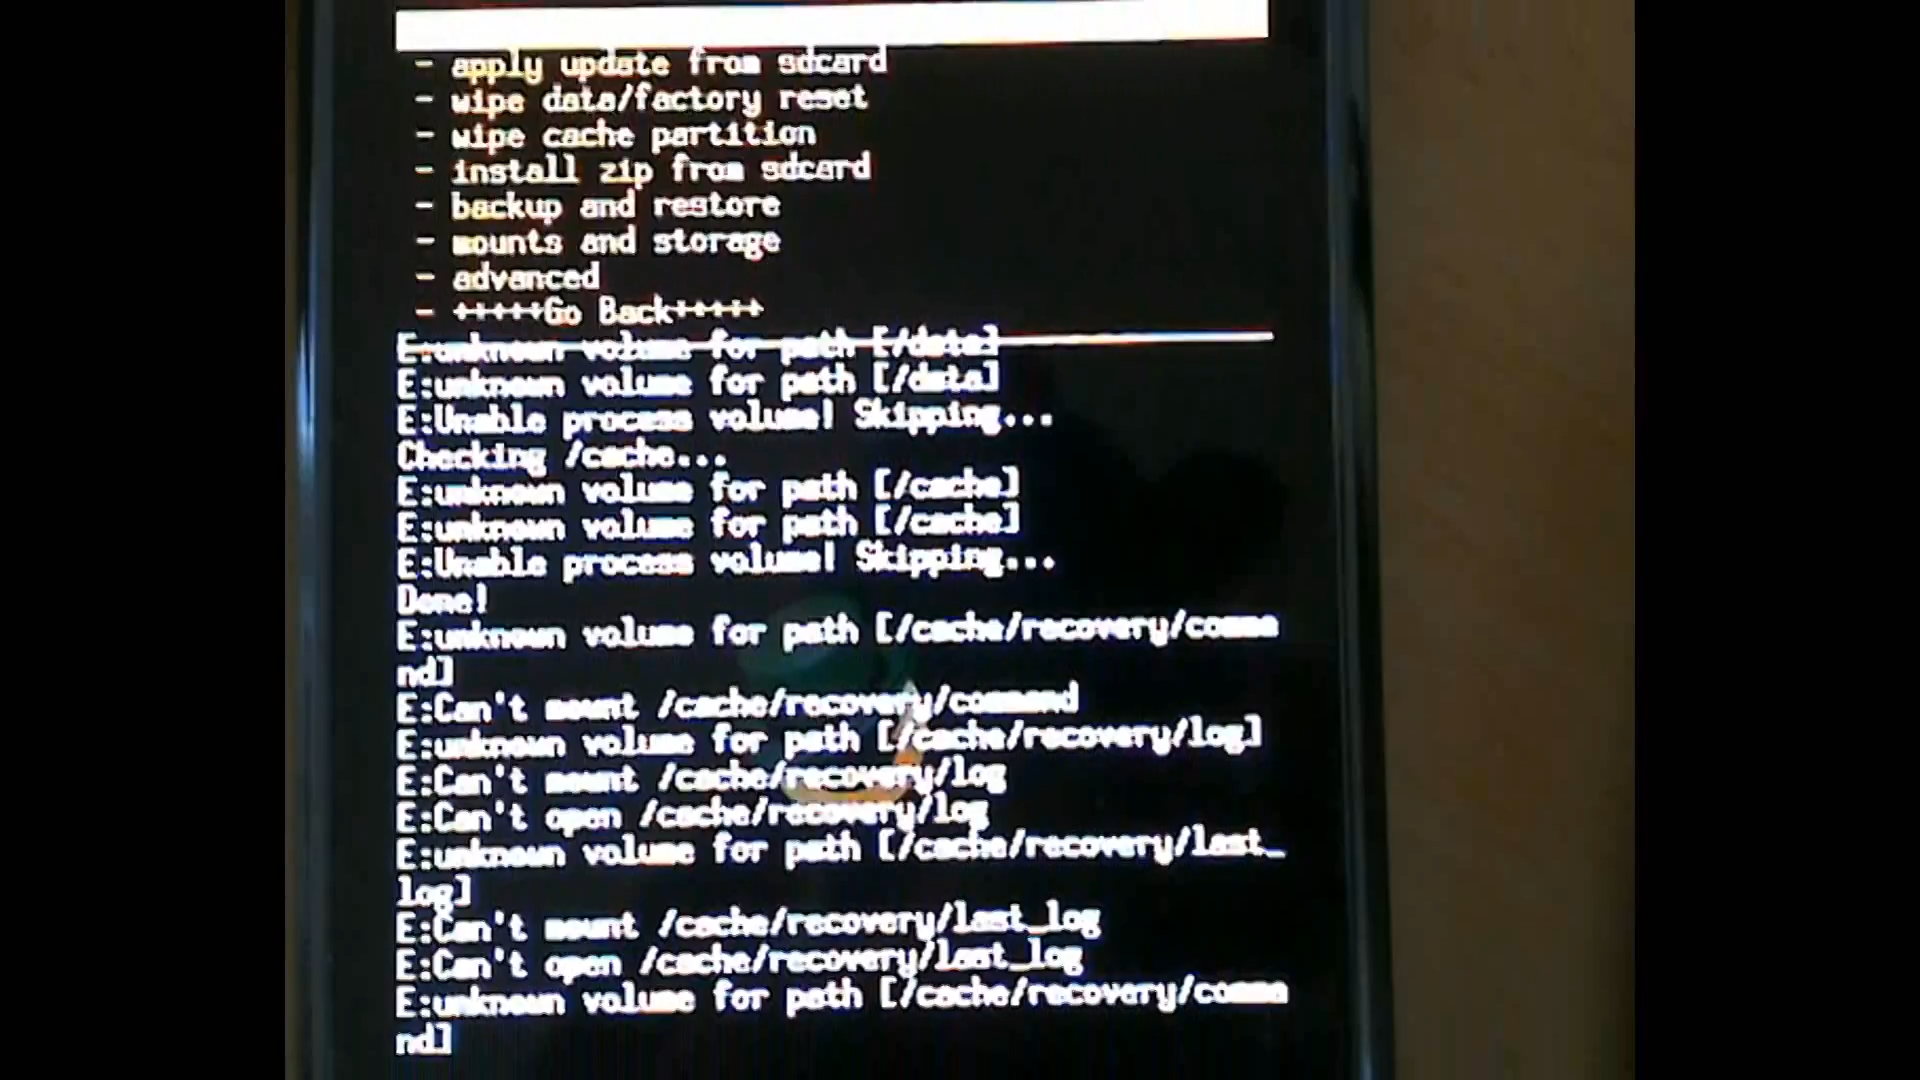 - apply update from sdcard
- wipe data/factory reset
- wipe cache partition
- install zip from sdcard
- backup and restore
- mounts and storage
- advanced
- +++++Go Back+++++
E:unknown volume for path [/data]
E:unknown volume for path [/data]
E:Unable process volume! Skipping...
Checking /cache...
E:unknown volume for path [/cache]
E:unknown volume for path [/cache]
E:Unable process volume! Skipping...
Done!
E:unknown volume for path [/cache/recovery/comma
nd]
E:Can't mount /cache/recovery/command
E:unknown volume for path [/cache/recovery/log]
E:Can't mount /cache/recovery/log
E:Can't open /cache/recovery/log
E:unknown volume for path [/cache/recovery/last_
log]
E:Can't mount /cache/recovery/last_log
E:Can't open /cache/recovery/last_log
E:unknown volume for path [/cache/recovery/comma
nd]